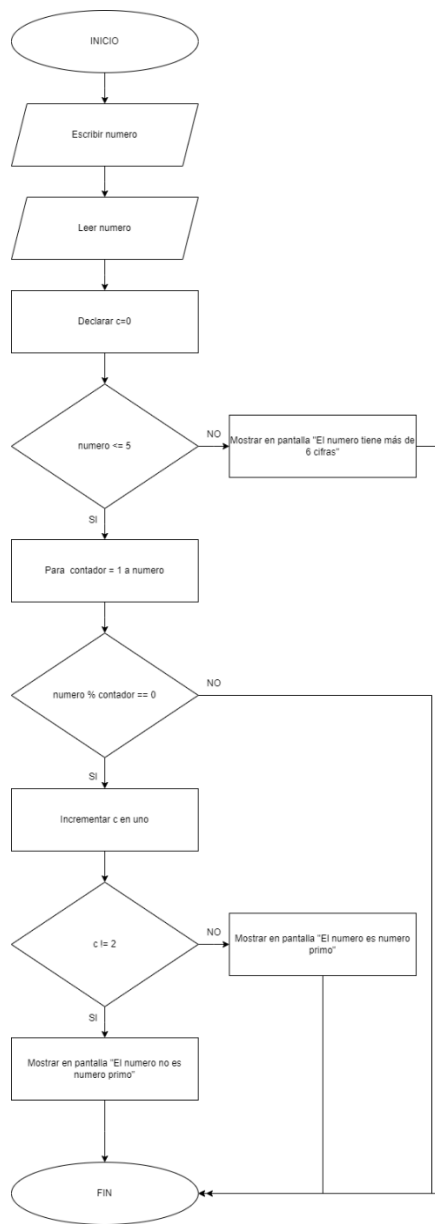 INICIO
Escribir numero
Leer numero
Declarar c=0
numero <= 5
NO
Mostrar en pantalla "El numero tiene más de
6 cifras"
SI
Para contador = 1 a numero
numero % contador == 0
NO
SI
Incrementar c en uno
c != 2
NO
Mostrar en pantalla "El numero es numero
primo"
SI
Mostrar en pantalla "El numero no es
numero primo"
FIN